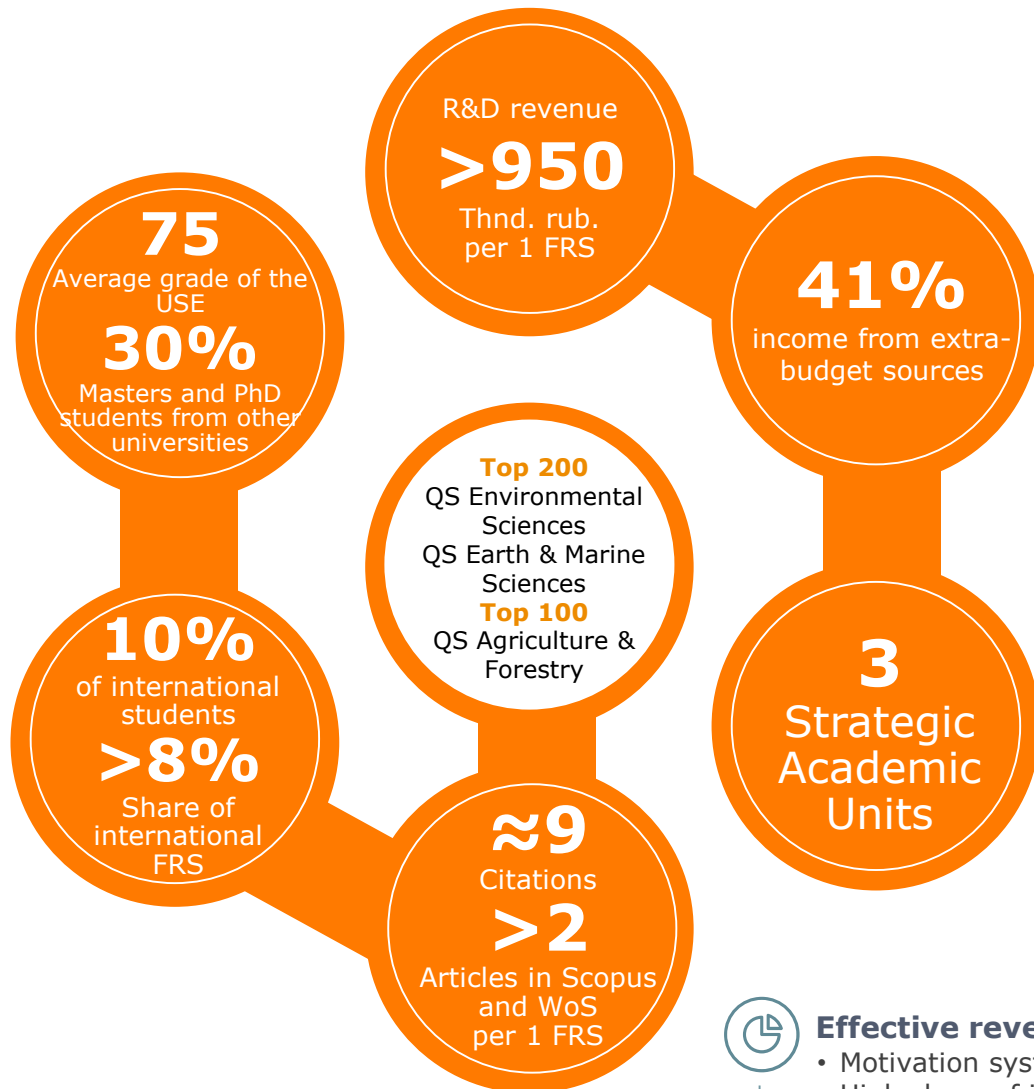 R&D revenue
>950
Thnd. rub.
per 1 FRS
75
Average grade of the
USE
30%
Masters and PhD
students from other
universities
41%
income from extra-
budget sources
Top 200
QS Environmental
Sciences
QS Earth & Marine
Sciences
Top 100
QS Agriculture &
Forestry
10%
of international
students
>8%
Share of
international
FRS
3
Strategic
Academic
Units
≈9
Citations
>2
Articles in Scopus
and WoS
per 1 FRS
Effective
• Motivation